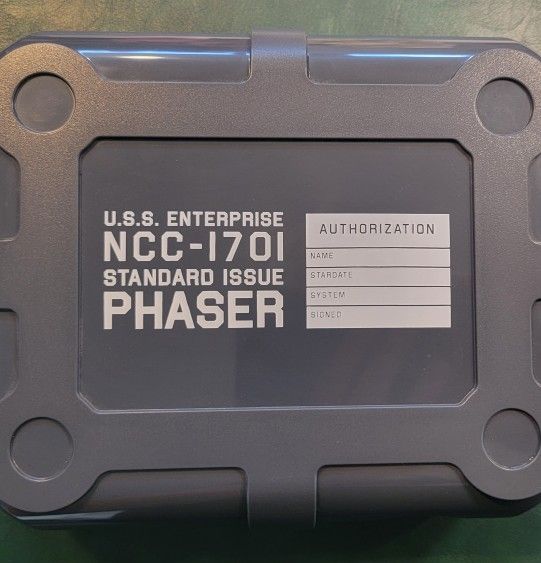 U.S.S. ENTERPRISE
NCC-1701
STANDARD ISSUE
PHASER
AUTHORIZATION
NAME
STARDATE
SYSTEM
SIGNED